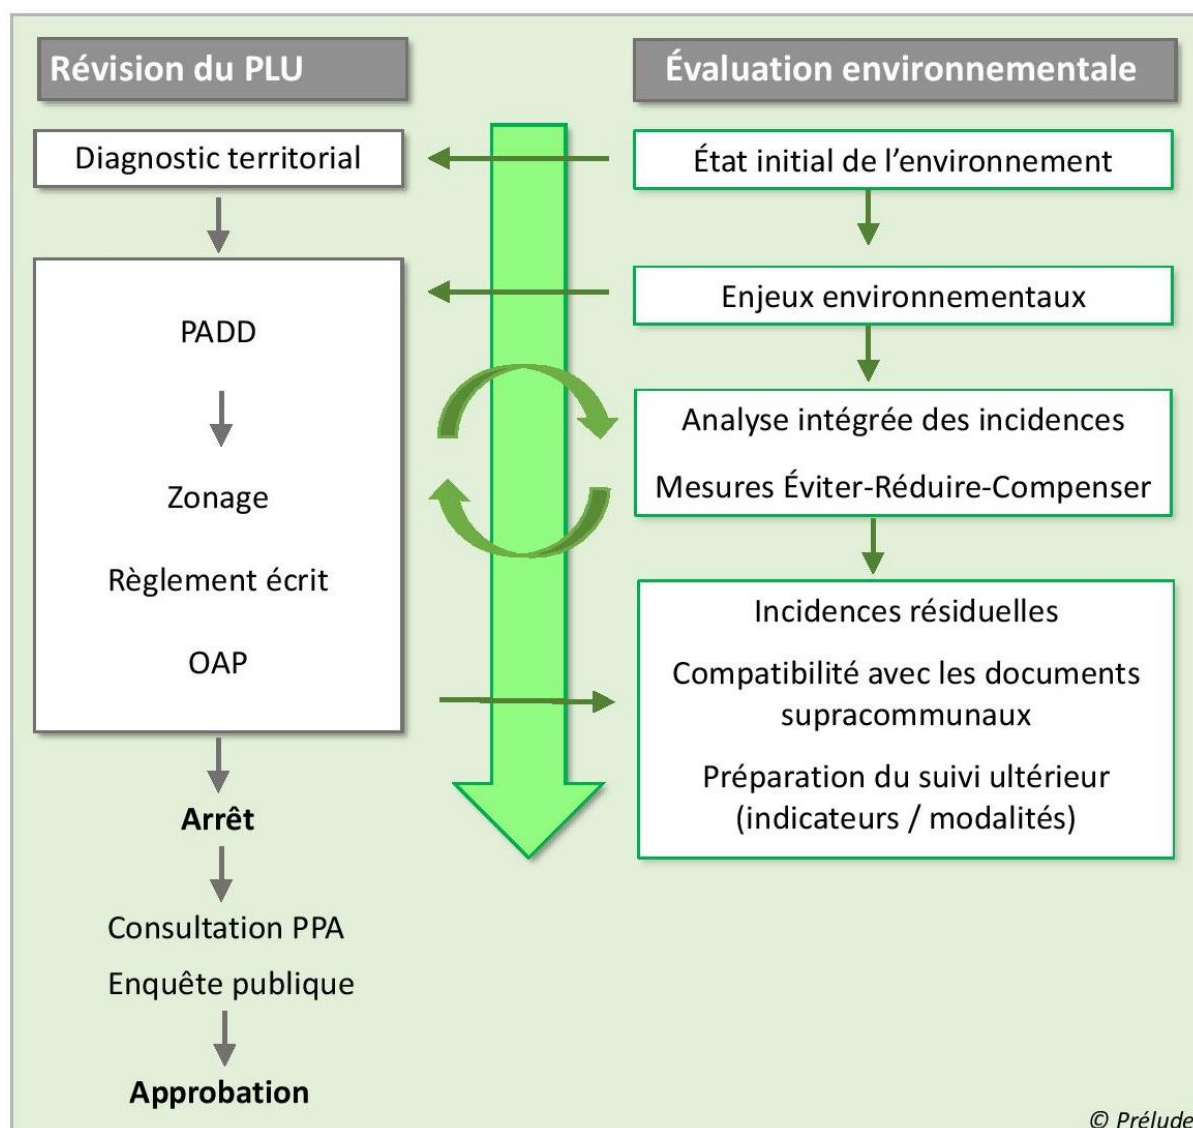 Révision du PLU
Évaluation environnementale
Diagnostic territorial
État initial de l'environnement
Enjeux environnementaux
PADD
Analyse intégrée des incidences
Mesures Éviter-Réduire-Compenser
Zonage
Règlement écrit
OAP
Incidences résiduelles
Compatibilité avec les documents
supracommunaux
Préparation du suivi ultérieur
(indicateurs / modalités)
Arrêt
Consultation PPA
Enquête publique
Approbation
© Prélude